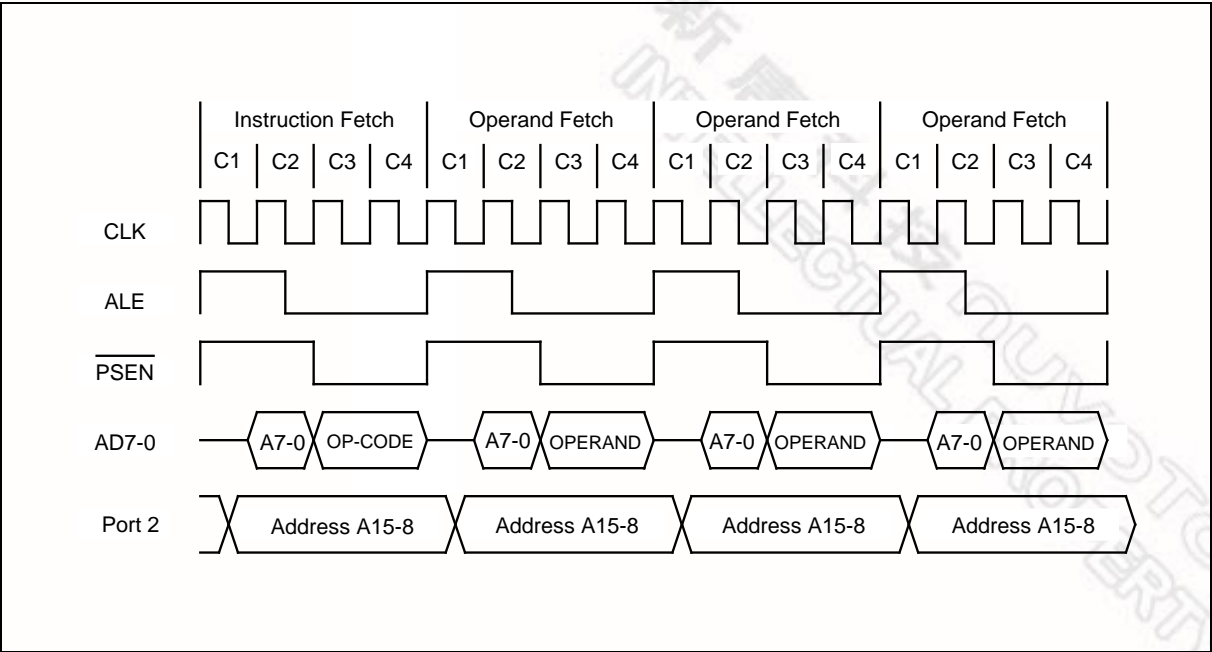 Instruction Fetch Operand Fetch Operand Fetch Operand Fetch
C1 C2 C3 C4 C1 C2 C3 C4 C1 C2 C3 C4 C1 C2 C3 C4
CLK
ALE
PSEN
AD7-0 A7-0 OP-CODE A7-0 OPERAND A7-0 OPERAND A7-0 OPERAND
Port 2 Address A15-8 Address A15-8 Address A15-8 Address A15-8